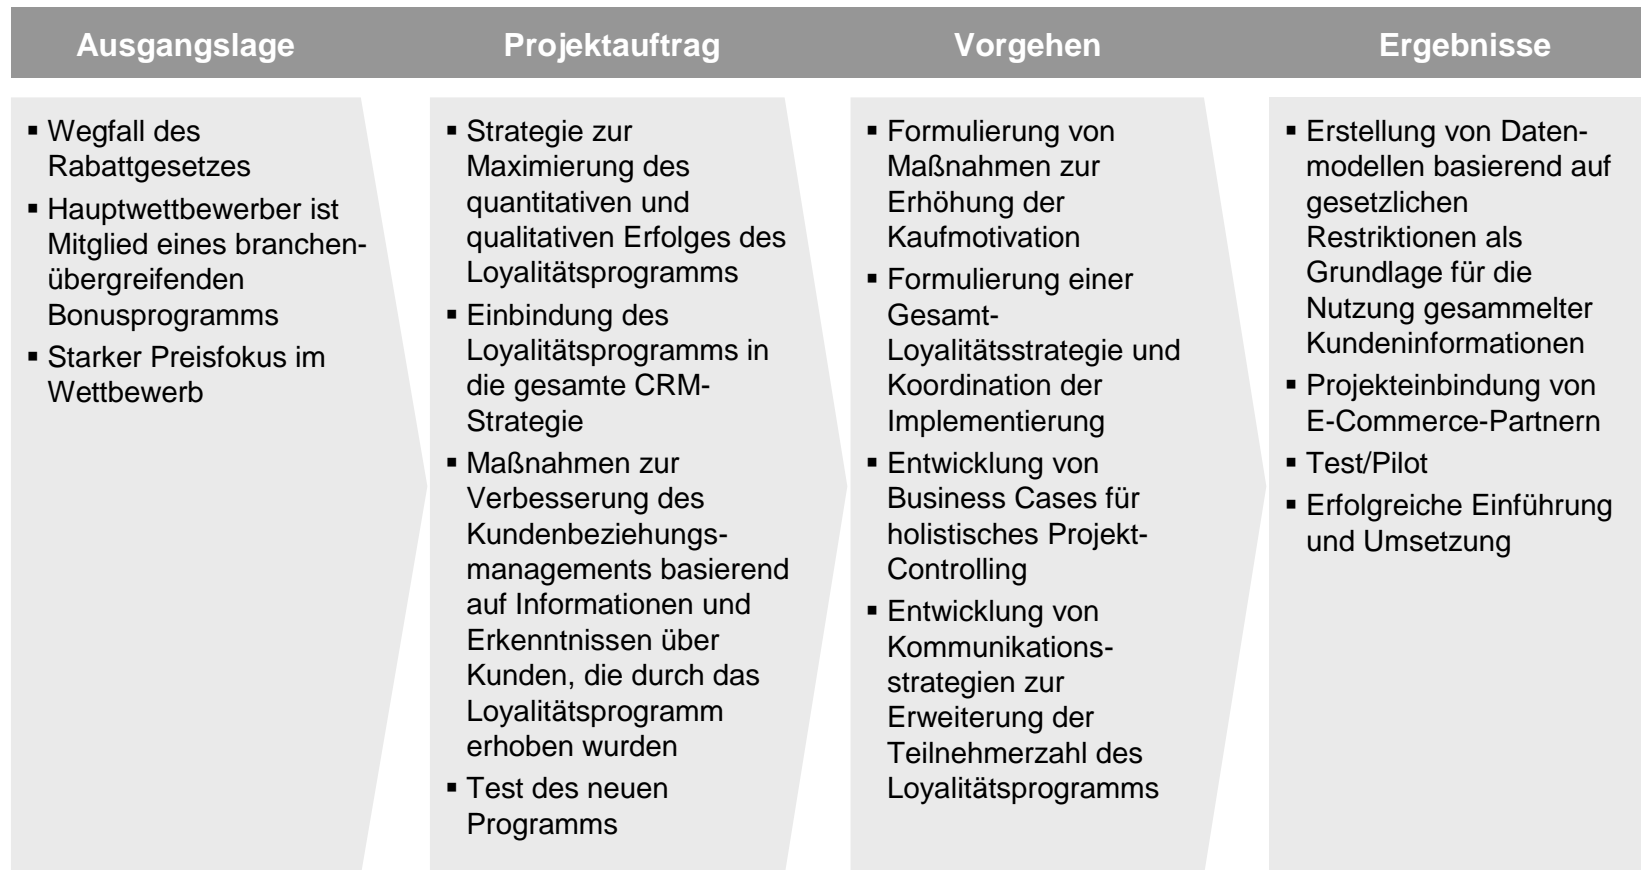 Ausgangslage
Projektauftrag
Vorgehen
Ergebnisse
▪ Wegfall des
Rabattgesetzes
▪ Hauptwettbewerber ist
Mitglied eines branchen-
übergreifenden
Bonusprogramms
▪ Starker Preisfokus im
Wettbewerb
▪ Strategie zur
Maximierung des
quantitativen und
qualitativen Erfolges des
Loyalitätsprogramms
▪ Einbindung des
Loyalitätsprogramms in
die gesamte CRM-
Strategie
▪ Maßnahmen zur
Verbesserung des
Kundenbeziehungs-
managements basierend
auf Informationen und
Erkenntnissen über
Kunden, die durch das
Loyalitätsprogramm
erhoben wurden
▪ Test des neuen
Programms
▪ Formulierung von
Maßnahmen zur
Erhöhung der
Kaufmotivation
▪ Formulierung einer
Gesamt-
Loyalitätsstrategie und
Koordination der
Implementierung
▪ Entwicklung von
Business Cases für
holistisches Projekt-
Controlling
▪ Entwicklung von
Kommunikations-
strategien zur
Erweiterung der
Teilnehmerzahl des
Loyalitätsprogramms
▪ Erstellung von Daten-
modellen basierend auf
gesetzlichen
Restriktionen als
Grundlage für die
Nutzung gesammelter
Kundeninformationen
▪ Projekteinbindung von
E-Commerce-Partnern
▪ Test/Pilot
▪ Erfolgreiche Einführung
und Umsetzung